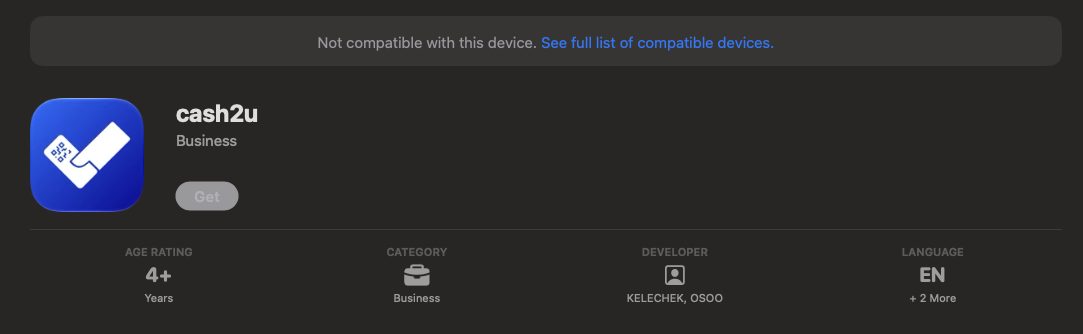 Not compatible with this device. See full list of compatible devices.
cash2u
Business
Get
AGE RATING
4+
Years
CATEGORY
Business
DEVELOPER
KELECHEK, OSOO
LANGUAGE
EN
+ 2 More